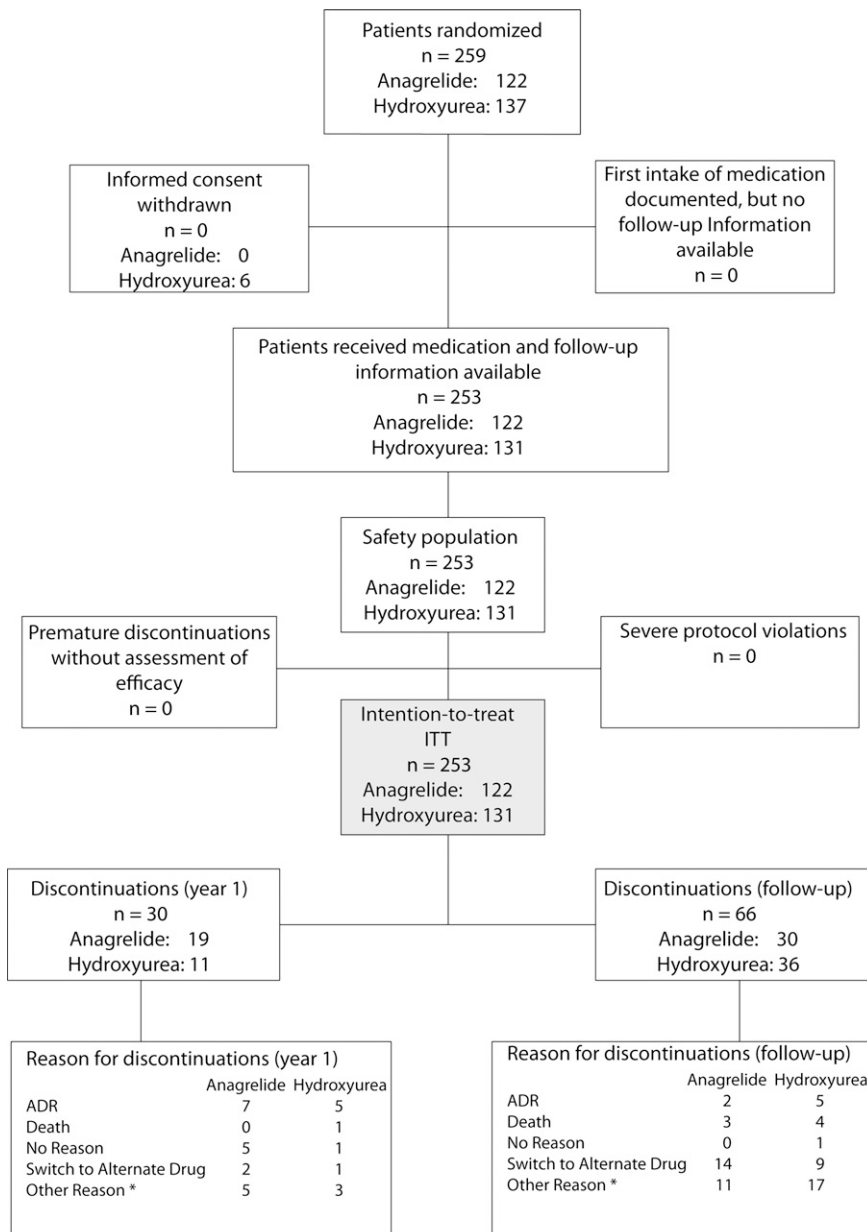 Patients randomized
n = 259
Anagrelide: 122
Hydroxyurea: 137
Informed consent
withdrawn
n = 0
Anagrelide: 0
Hydroxyurea: 6
First intake of medication
documented, but no
follow-up Information
available
n = 0
Patients received medication and follow-up
information available
n = 253
Anagrelide: 122
Hydroxyurea: 131
Safety population
n = 253
Anagrelide: 122
Hydroxyurea: 131
Premature discontinuations
without assessment of
efficacy
n = 0
Severe protocol violations
n = 0
Intention-to-treat
ITT
n = 253
Anagrelide: 122
Hydroxyurea: 131
Discontinuations (year 1)
n = 30
Anagrelide: 19
Hydroxyurea: 11
Discontinuations (follow-up)
n = 66
Anagrelide: 30
Hydroxyurea: 36
Reason for discontinuations (year 1)
Anagrelide Hydroxyurea
ADR 7 5
Death 0 1
No Reason 5 1
Switch to Alternate Drug 2 1
Other Reason * 5 3
Reason for discontinuations (follow-up)
Anagrelide Hydroxyurea
ADR 2 5
Death 3 4
No Reason 0 1
Switch to Alternate Drug 14 9
Other Reason * 11 17